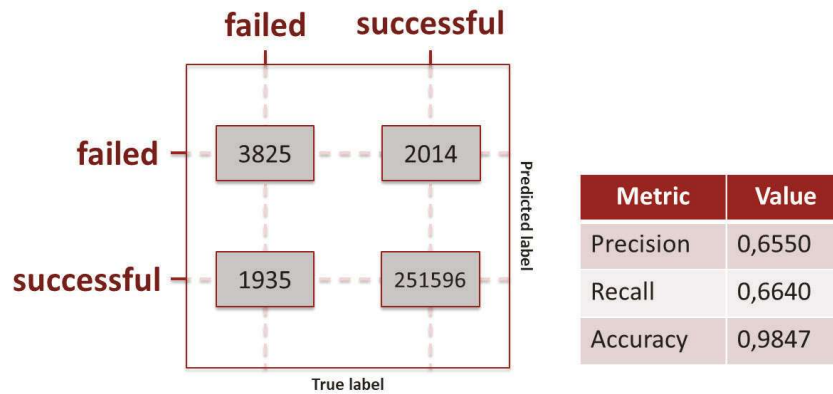 failed successful
failed 3825 2014
successful 1935 251596
Predicted label
True label
Metric Value
Precision 0,6550
Recall 0,6640
Accuracy 0,9847